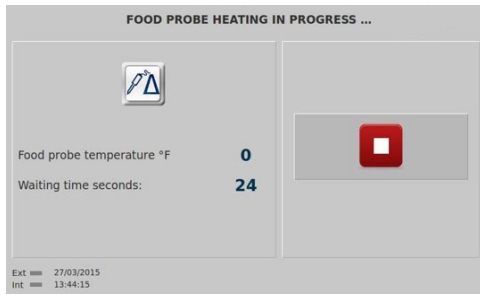 FOOD PROBE HEATING IN PROGRESS ...
Food probe temperature °F 0
Waiting time seconds: 24
Ext 27/03/2015
Int 13:44:15